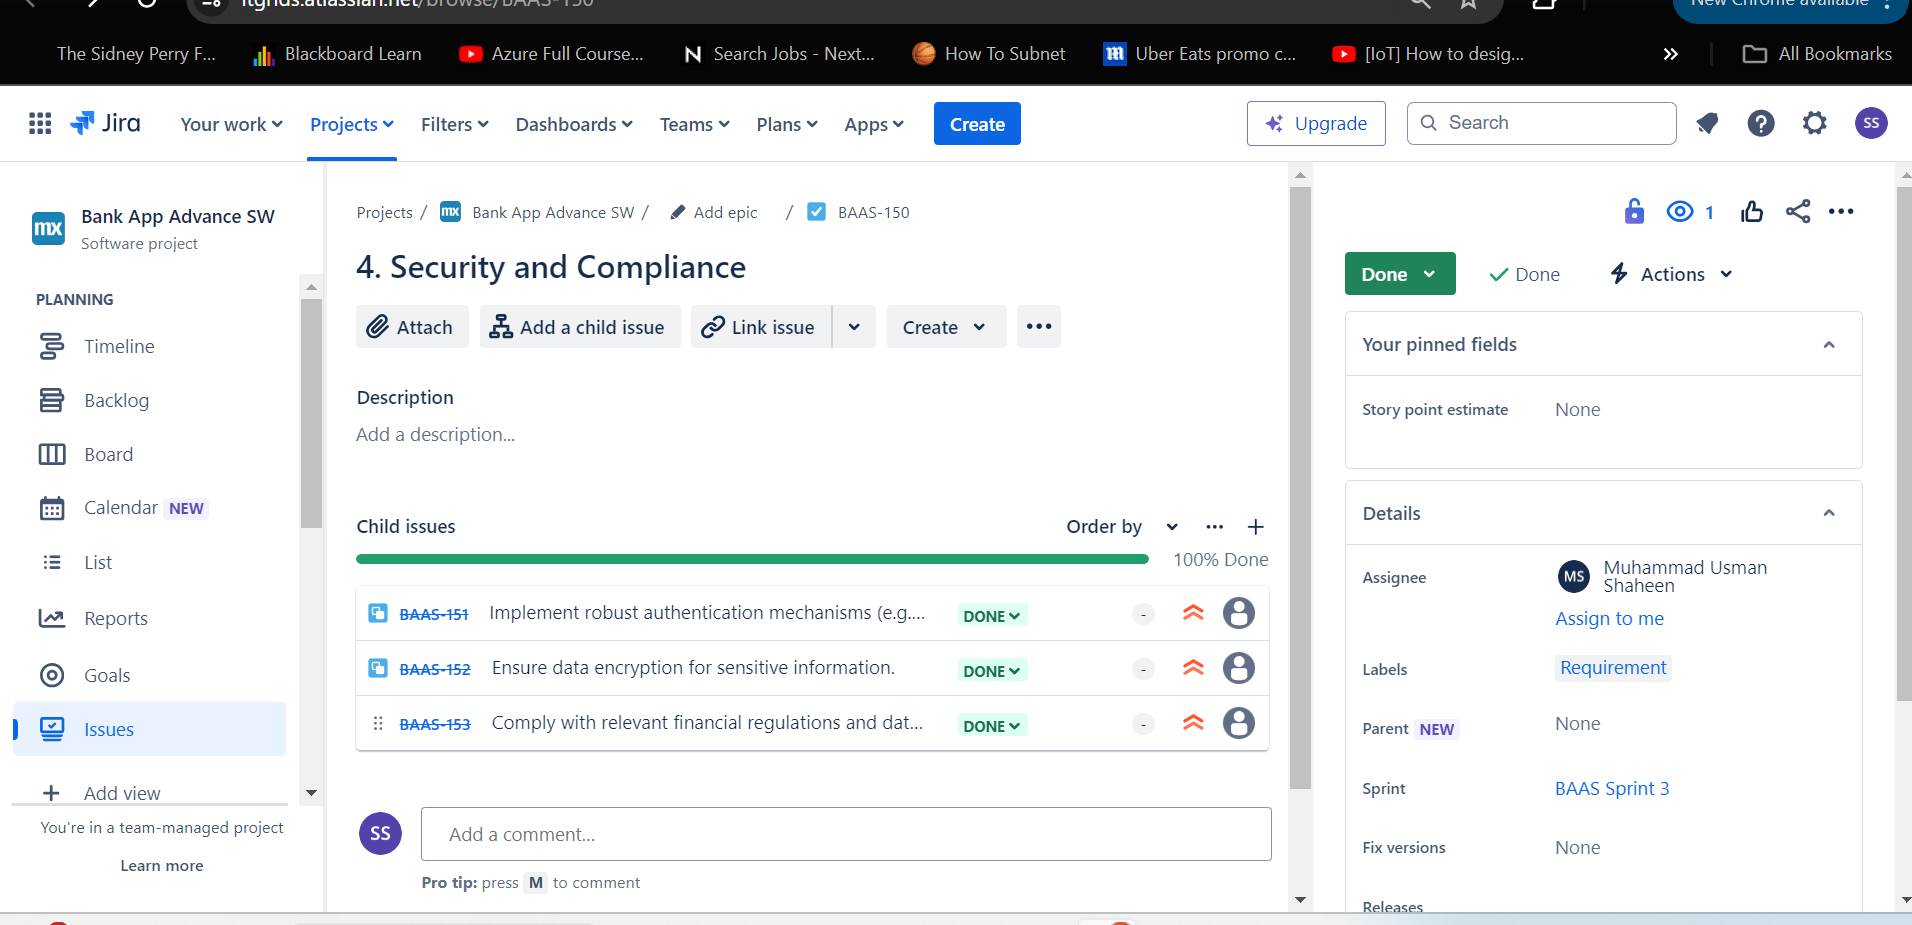 itgrids.atlassian.net/browse/BAAS-150
New Chrome available
The Sidney Perry F...
Blackboard Learn
Azure Full Course...
Search Jobs - Next...
How To Subnet
Uber Eats promo c...
[IoT] How to desig...
All Bookmarks
Jira
Your work
Projects
Filters
Dashboards
Teams
Plans
Apps
Create
Upgrade
Search
SS
mx
Bank App Advance SW
Software project
PLANNING
Timeline
Backlog
Board
Calendar NEW
List
Reports
Goals
Issues
Add view
You're in a team-managed project
Learn more
Projects / mx Bank App Advance SW / Add epic / BAAS-150
4. Security and Compliance
Attach
Add a child issue
Link issue
Create
Description
Add a description...
Child issues
Order by
100% Done
BAAS-151 Implement robust authentication mechanisms (e.g.... DONE -
BAAS-152 Ensure data encryption for sensitive information. DONE -
BAAS-153 Comply with relevant financial regulations and dat... DONE -
SS
Add a comment...
Pro tip: press M to comment
1
Done
Done
Actions
Your pinned fields
Story point estimate None
Details
Assignee
MS
Muhammad Usman
Shaheen
Assign to me
Labels Requirement
Parent NEW None
Sprint BAAS Sprint 3
Fix versions None
Releases